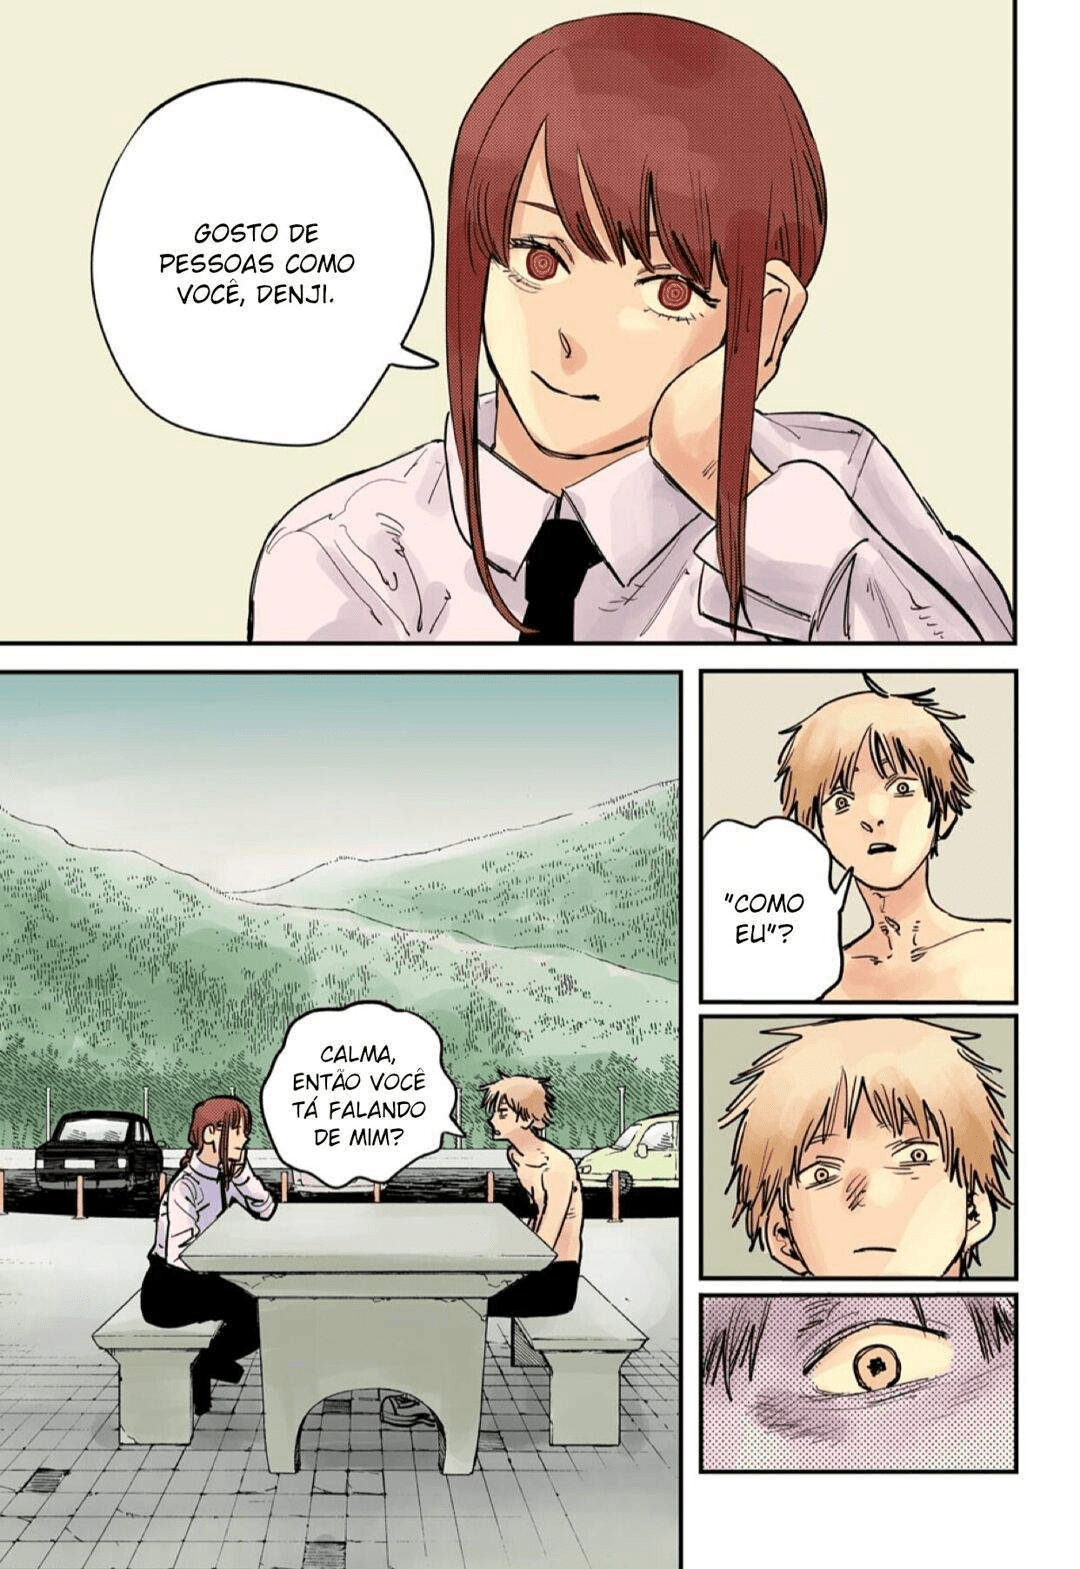 GOSTO DE
PESSOAS COMO
VOCÊ, DENJI.
"COMO
EU"?
CALMA,
ENTÃO VOCÊ
TÁ FALANDO
DE MIM?